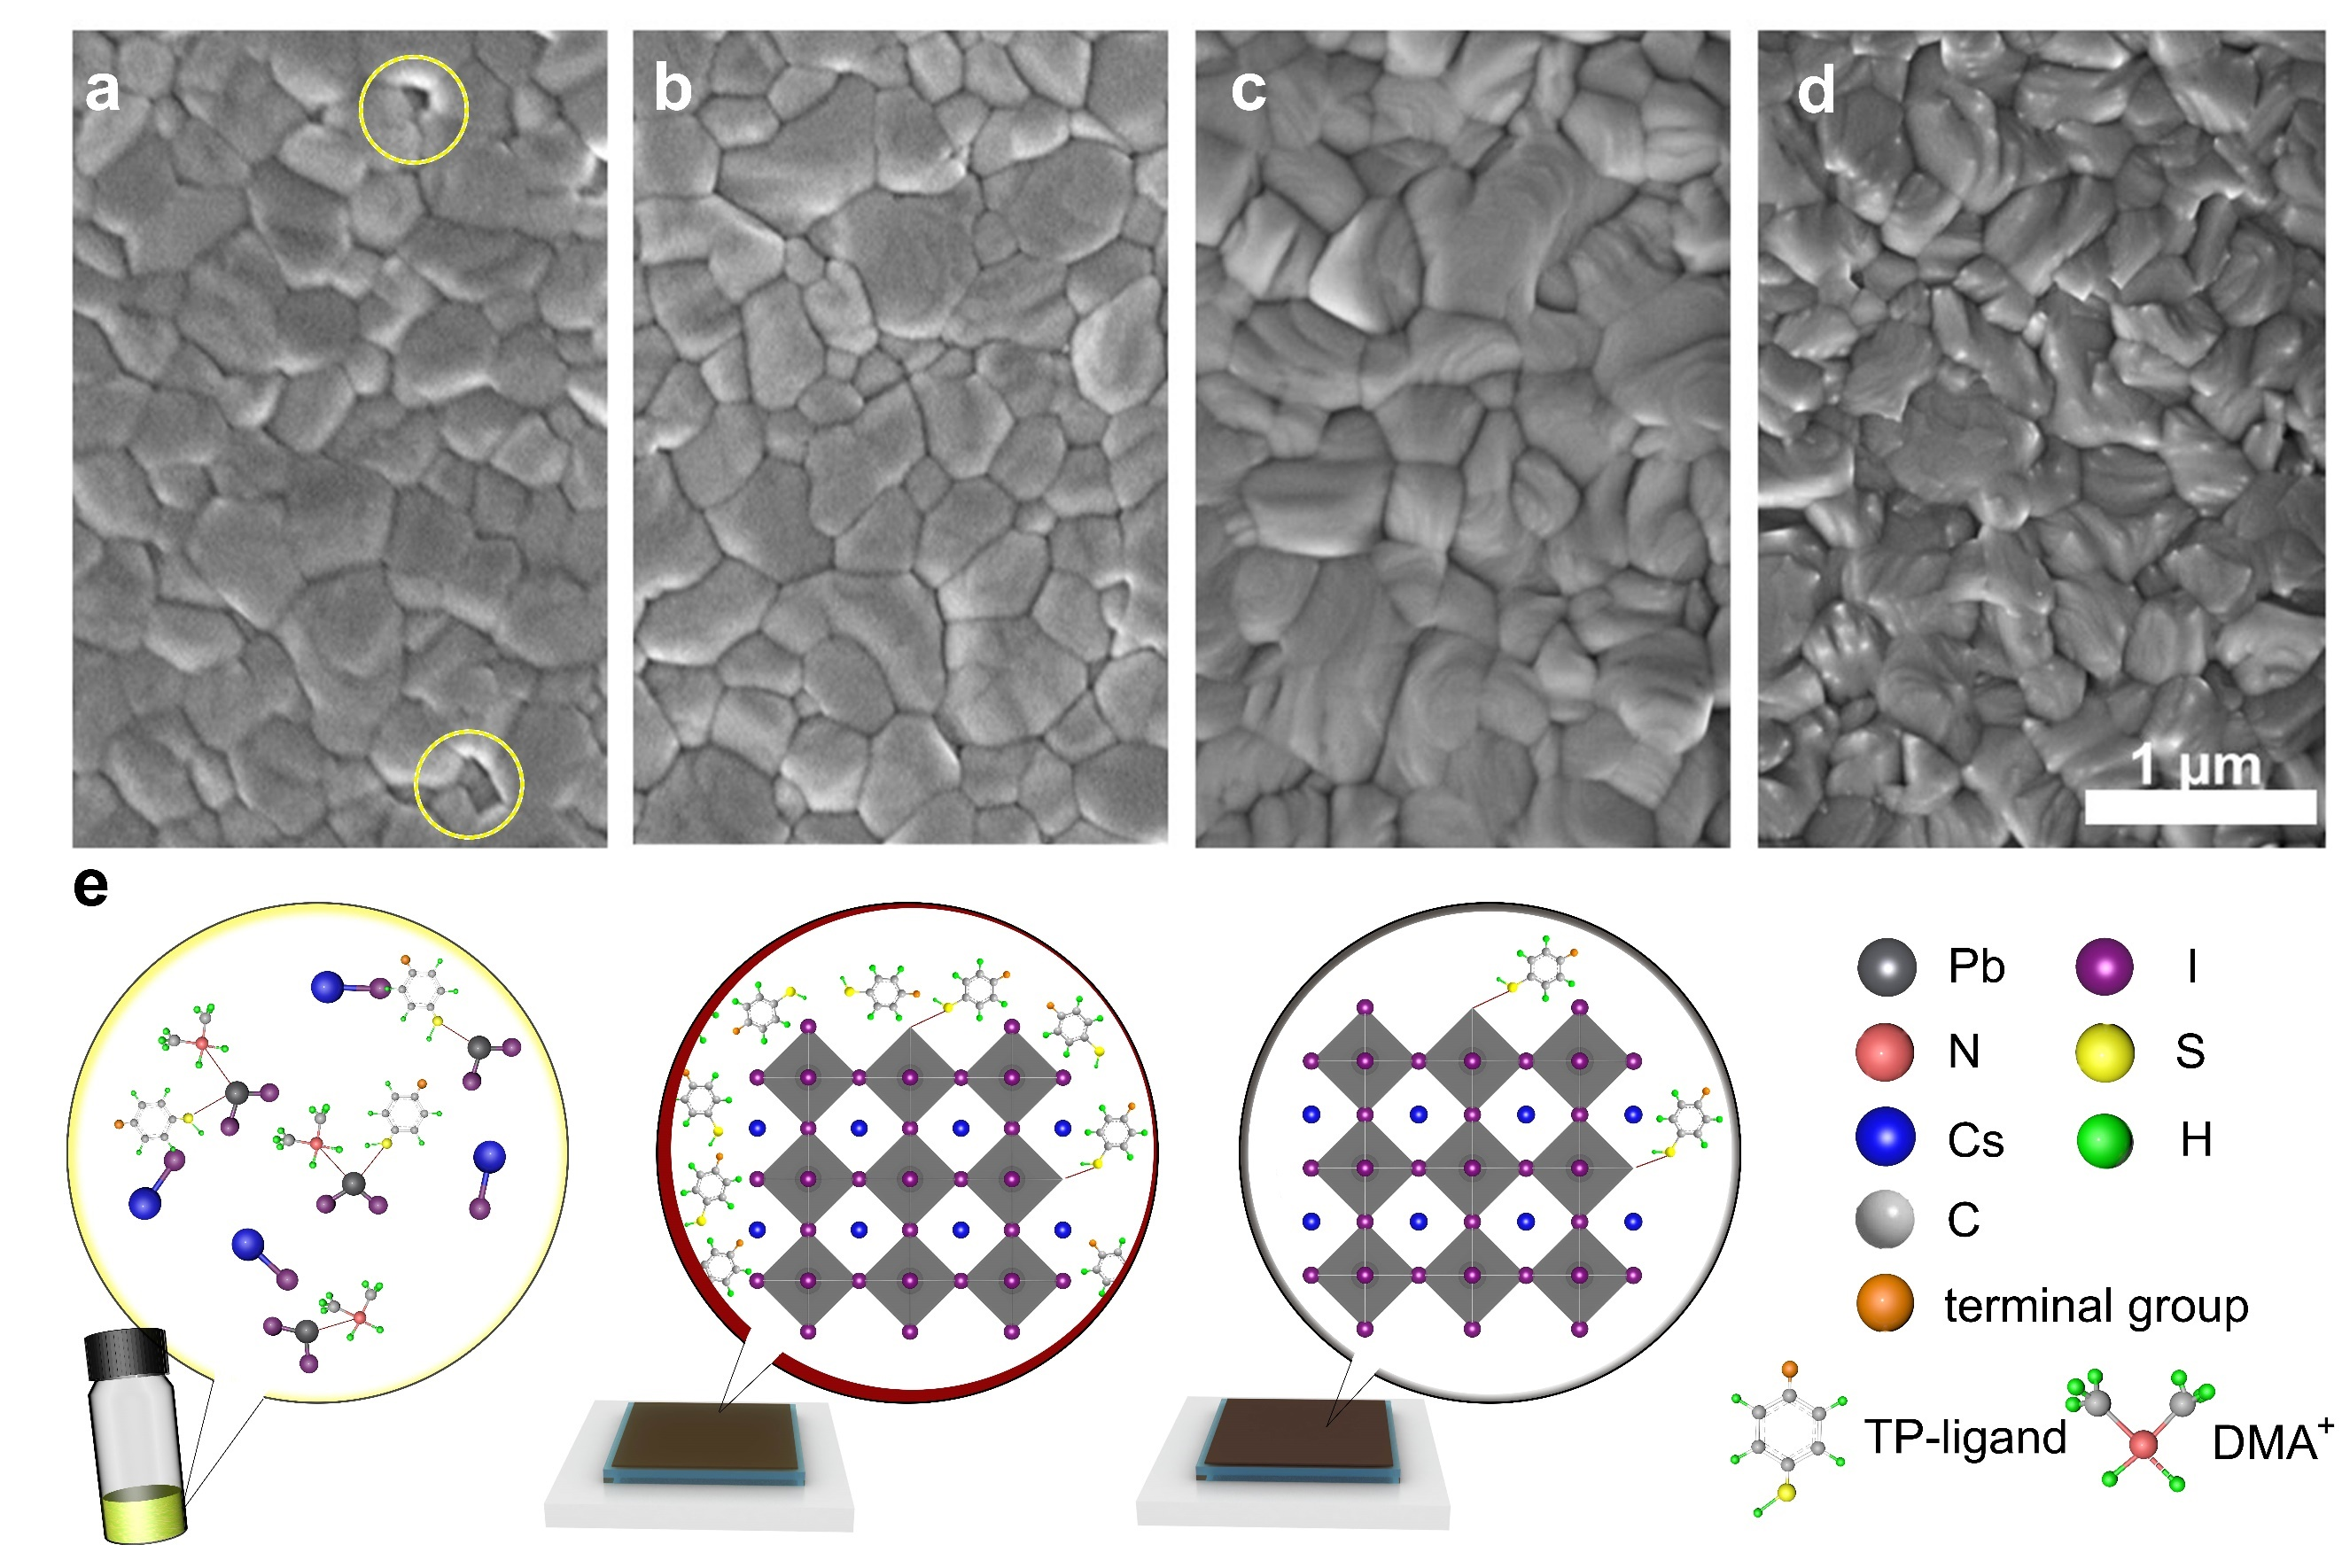 a
b
c
d
1 µm
e
Pb
I
N
S
Cs
H
C
terminal group
TP-ligand
DMA⁺